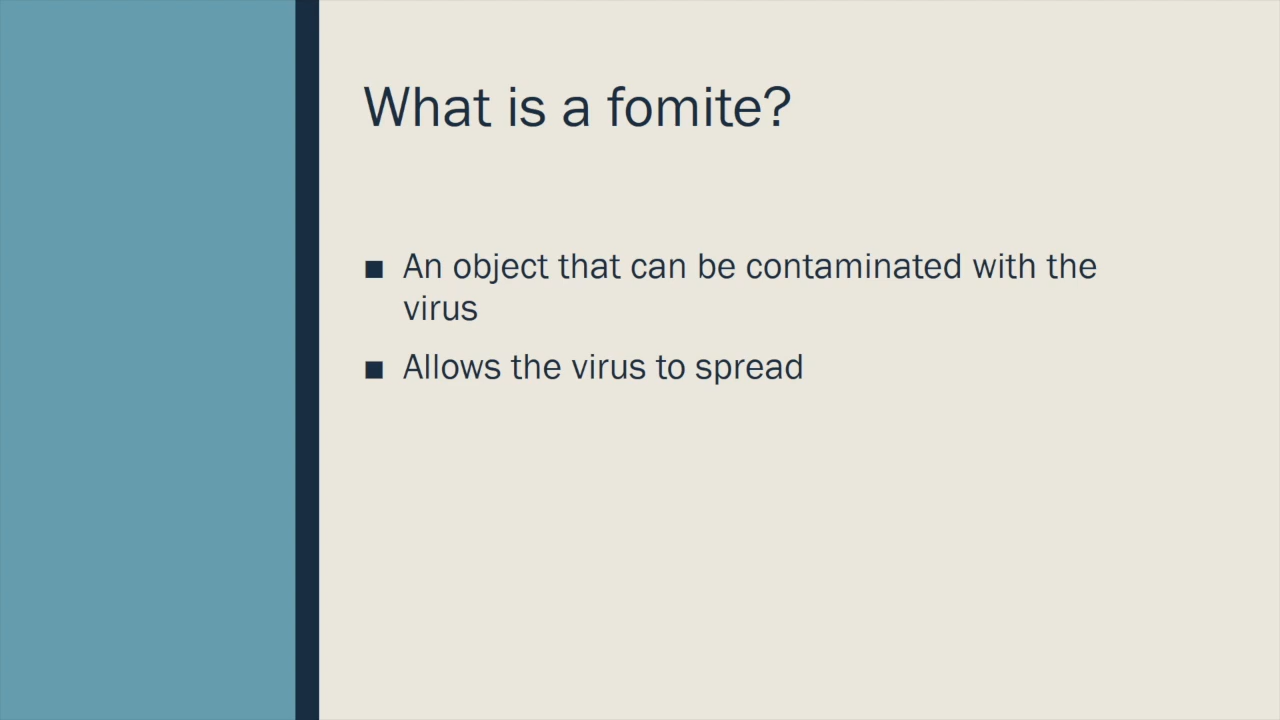 What is a fomite?
■ An object that can be contaminated with the
virus
■ Allows the virus to spread